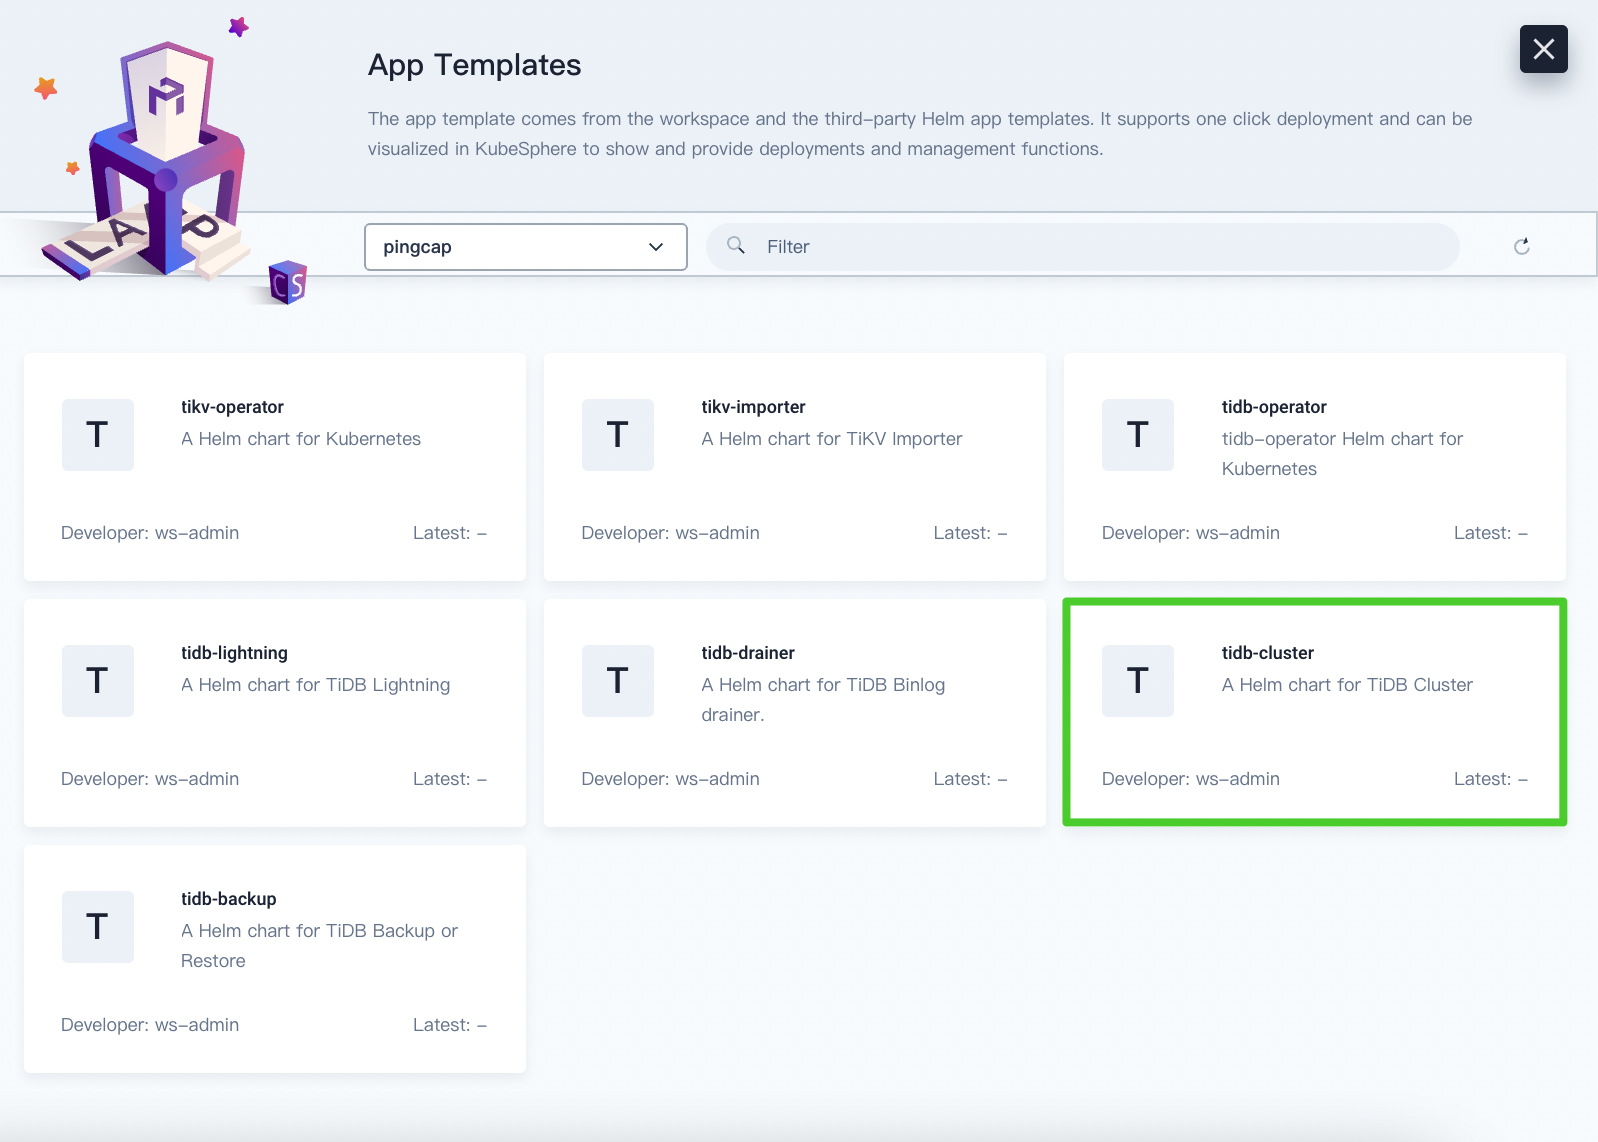 App Templates
The app template comes from the workspace and the third-party Helm app templates. It supports one click deployment and can be
visualized in KubeSphere to show and provide deployments and management functions.
LAPP
CS
pingcap
Filter
T
tikv-operator
A Helm chart for Kubernetes
Developer: ws-admin
Latest: -
T
tikv-importer
A Helm chart for TiKV Importer
Developer: ws-admin
Latest: -
T
tidb-operator
tidb-operator Helm chart for
Kubernetes
Developer: ws-admin
Latest: -
T
tidb-lightning
A Helm chart for TiDB Lightning
Developer: ws-admin
Latest: -
T
tidb-drainer
A Helm chart for TiDB Binlog
drainer.
Developer: ws-admin
Latest: -
T
tidb-cluster
A Helm chart for TiDB Cluster
Developer: ws-admin
Latest: -
T
tidb-backup
A Helm chart for TiDB Backup or
Restore
Developer: ws-admin
Latest: -